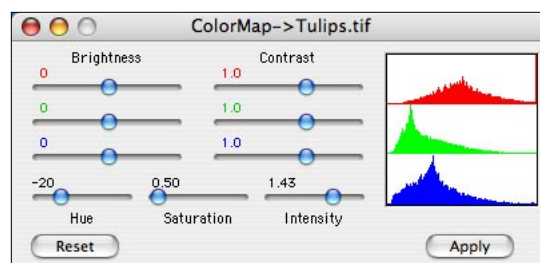 ColorMap->Tulips.tif
Brightness Contrast
0 1.0
0 1.0
0 1.0
-20 0.50 1.43
Hue Saturation Intensity
Reset Apply